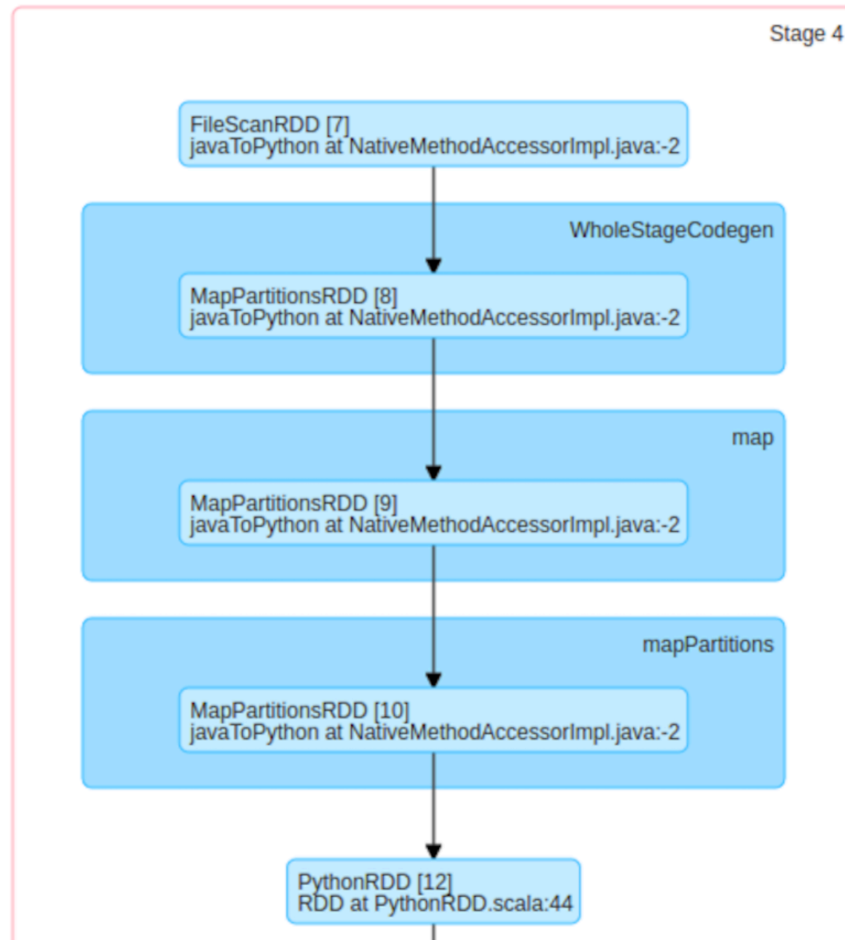 Stage 4
FileScanRDD [7]
javaToPython at NativeMethodAccessorImpl.java:-2
WholeStageCodegen
MapPartitionsRDD [8]
javaToPython at NativeMethodAccessorImpl.java:-2
map
MapPartitionsRDD [9]
javaToPython at NativeMethodAccessorImpl.java:-2
mapPartitions
MapPartitionsRDD [10]
javaToPython at NativeMethodAccessorImpl.java:-2
PythonRDD [12]
RDD at PythonRDD.scala:44